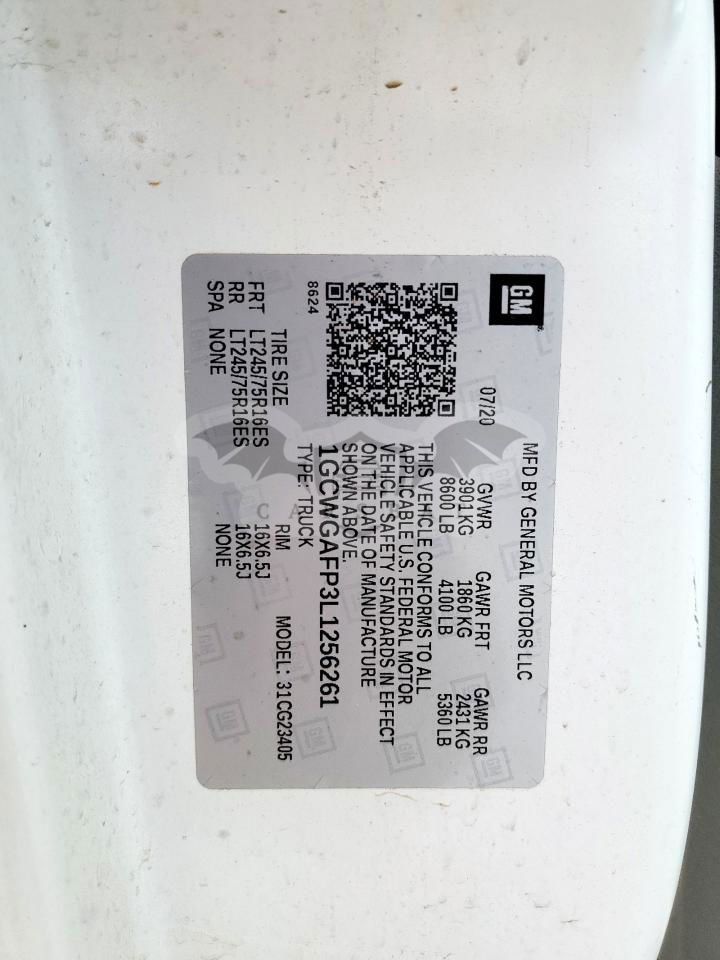 GM
MFD BY GENERAL MOTORS LLC
07/20
GVWR GAWR FRT GAWR RR
3901 KG 1860 KG 2431 KG
8600 LB 4100 LB 5360 LB
THIS VEHICLE CONFORMS TO ALL
APPLICABLE U.S. FEDERAL MOTOR
VEHICLE SAFETY STANDARDS IN EFFECT
ON THE DATE OF MANUFACTURE
SHOWN ABOVE.
1GCWGAFP3L1256261
8624
TYPE: TRUCK
MODEL: 31CG23405
TIRE SIZE RIM
FRT LT245/75R16ES 16X6.5J
RR LT245/75R16ES 16X6.5J
SPA NONE NONE